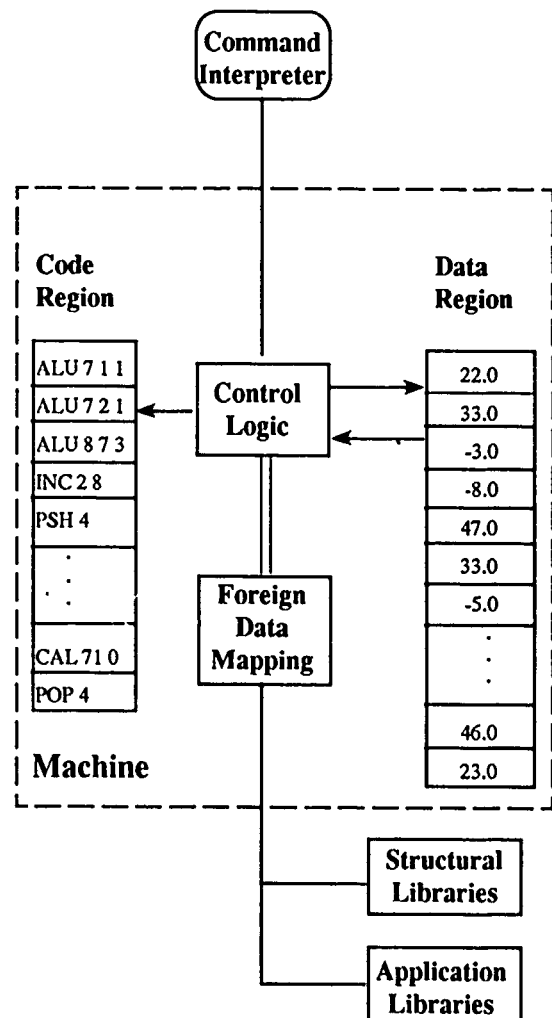 Command
Interpreter
Code
Region
Data
Region
ALU 7 1 1
ALU 7 2 1
ALU 8 7 3
INC 2 8
PSH 4
CAL 71 0
POP 4
Control
Logic
Foreign
Data
Mapping
22.0
33.0
-3.0
-8.0
47.0
33.0
-5.0
46.0
23.0
Machine
Structural
Libraries
Application
Libraries